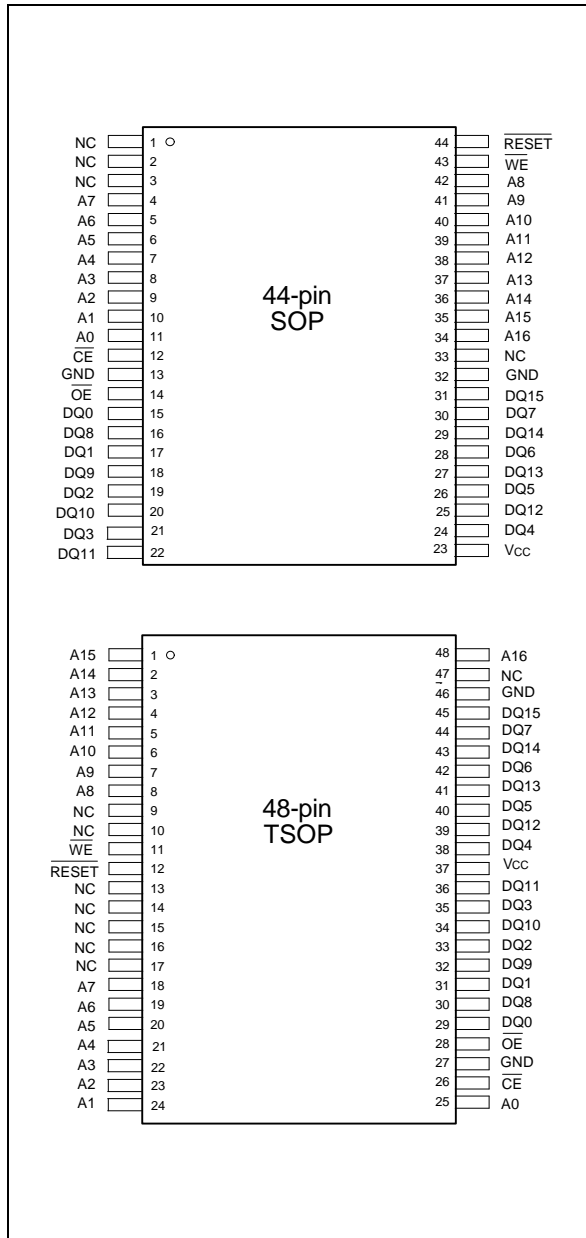 NC 1 44 RESET
NC 2 43 WE
NC 3 42 A8
A7 4 41 A9
A6 5 40 A10
A5 6 39 A11
A4 7 38 A12
A3 8 37 A13
A2 9 36 A14
A1 10 35 A15
A0 11 34 A16
CE 12 33 NC
GND 13 32 GND
OE 14 31 DQ15
DQ0 15 30 DQ7
DQ8 16 29 DQ14
DQ1 17 28 DQ6
DQ9 18 27 DQ13
DQ2 19 26 DQ5
DQ10 20 25 DQ12
DQ3 21 24 DQ4
DQ11 22 23 VCC
44-pin
SOP
A15 1 48 A16
A14 2 47 NC
A13 3 46 GND
A12 4 45 DQ15
A11 5 44 DQ7
A10 6 43 DQ14
A9 7 42 DQ6
A8 8 41 DQ13
NC 9 40 DQ5
NC 10 39 DQ12
WE 11 38 DQ4
RESET 12 37 VCC
NC 13 36 DQ11
NC 14 35 DQ3
NC 15 34 DQ10
NC 16 33 DQ2
NC 17 32 DQ9
A7 18 31 DQ1
A6 19 30 DQ8
A5 20 29 DQ0
A4 21 28 OE
A3 22 27 GND
A2 23 26 CE
A1 24 25 A0
48-pin
TSOP